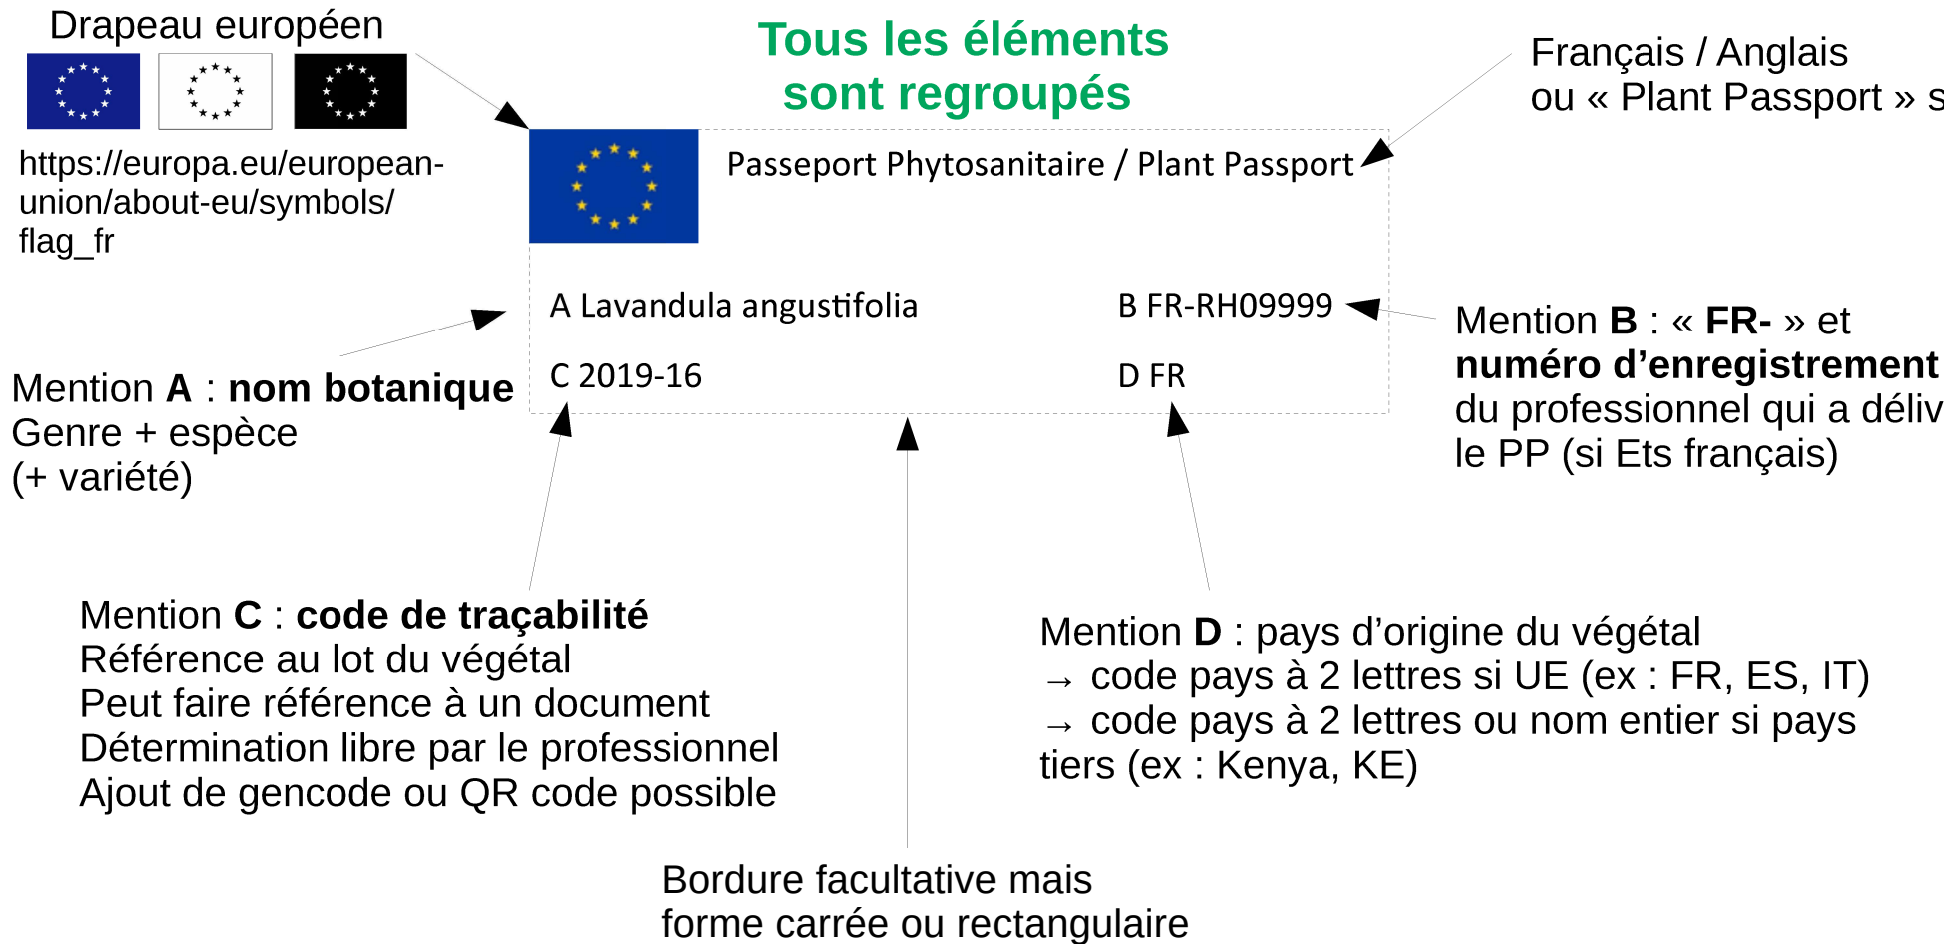 Drapeau européen
https://europa.eu/european-
union/about-eu/symbols/
flag_fr
Tous les éléments
sont regroupés
Français / Anglais
ou « Plant Passport »
Passeport Phytosanitaire / Plant Passport
A Lavandula angustifolia
B FR-RH09999
C 2019-16
D FR
Mention A : nom botanique
Genre + espèce
(+ variété)
Mention B : « FR- » et
numéro d’enregistrement
du professionnel qui a
le PP (si Ets français)
Mention C : code de traçabilité
Référence au lot du végétal
Peut faire référence à un document
Détermination libre par le professionnel
Ajout de gencode ou QR code possible
Mention D : pays d’origine du végétal
→ code pays à 2 lettres si UE (ex : FR, ES, IT)
→ code pays à 2 lettres ou nom entier si pays
tiers (ex : Kenya, KE)
Bordure facultative mais
forme carrée ou rectangulaire